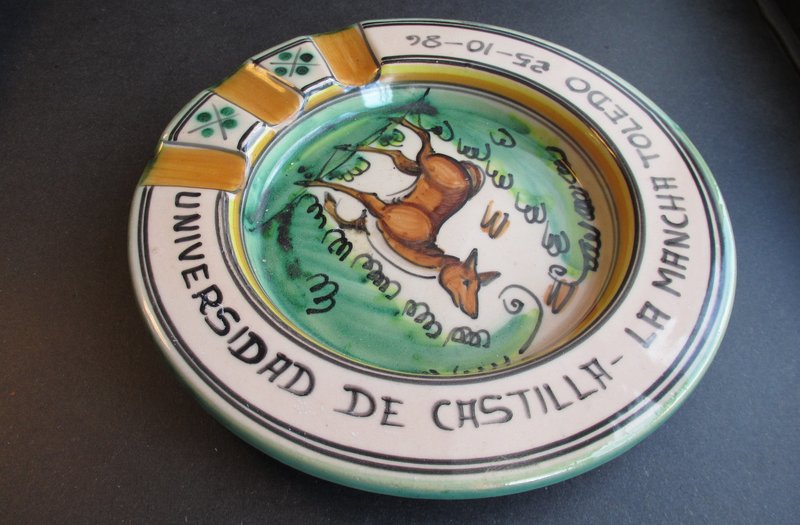 UNIVERSIDAD DE CASTILLA - LA MANCHA TOLEDO 25-10-86